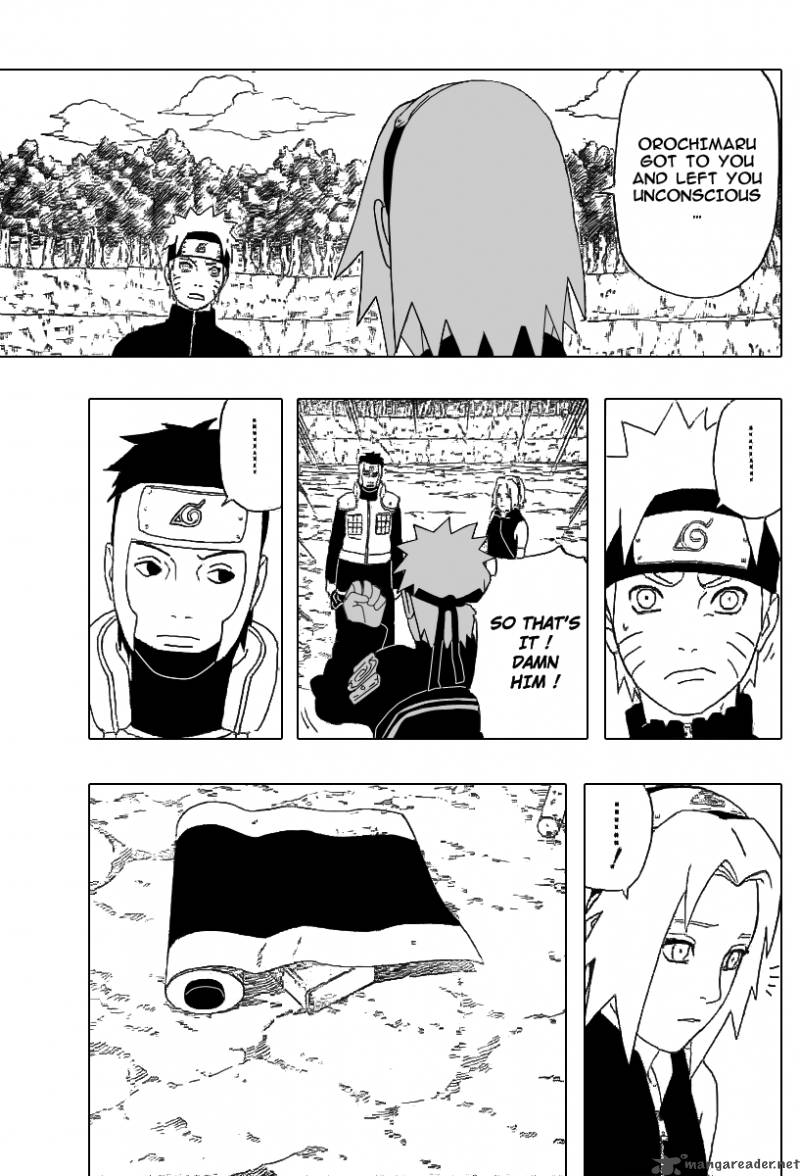 OROCHIMARU
GOT TO YOU
AND LEFT YOU
UNCONSCIOUS
...
........
SO THAT'S
IT !
DAMN
HIM !
........
........
mangareader.net